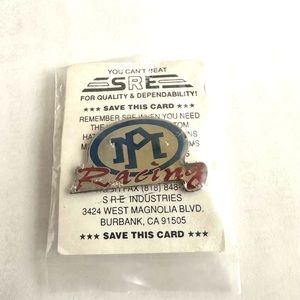 YOU CAN'T BEAT
SRE
FOR QUALITY & DEPENDABILITY!
★★★ SAVE THIS CARD ★★★
REMEMBER SRE WHEN YOU NEED
THE
HAT
Racing
FAX (818) 848-
S R E INDUSTRIES
3424 WEST MAGNOLIA BLVD.
BURBANK, CA 91505
★★★ SAVE THIS CARD ★★★